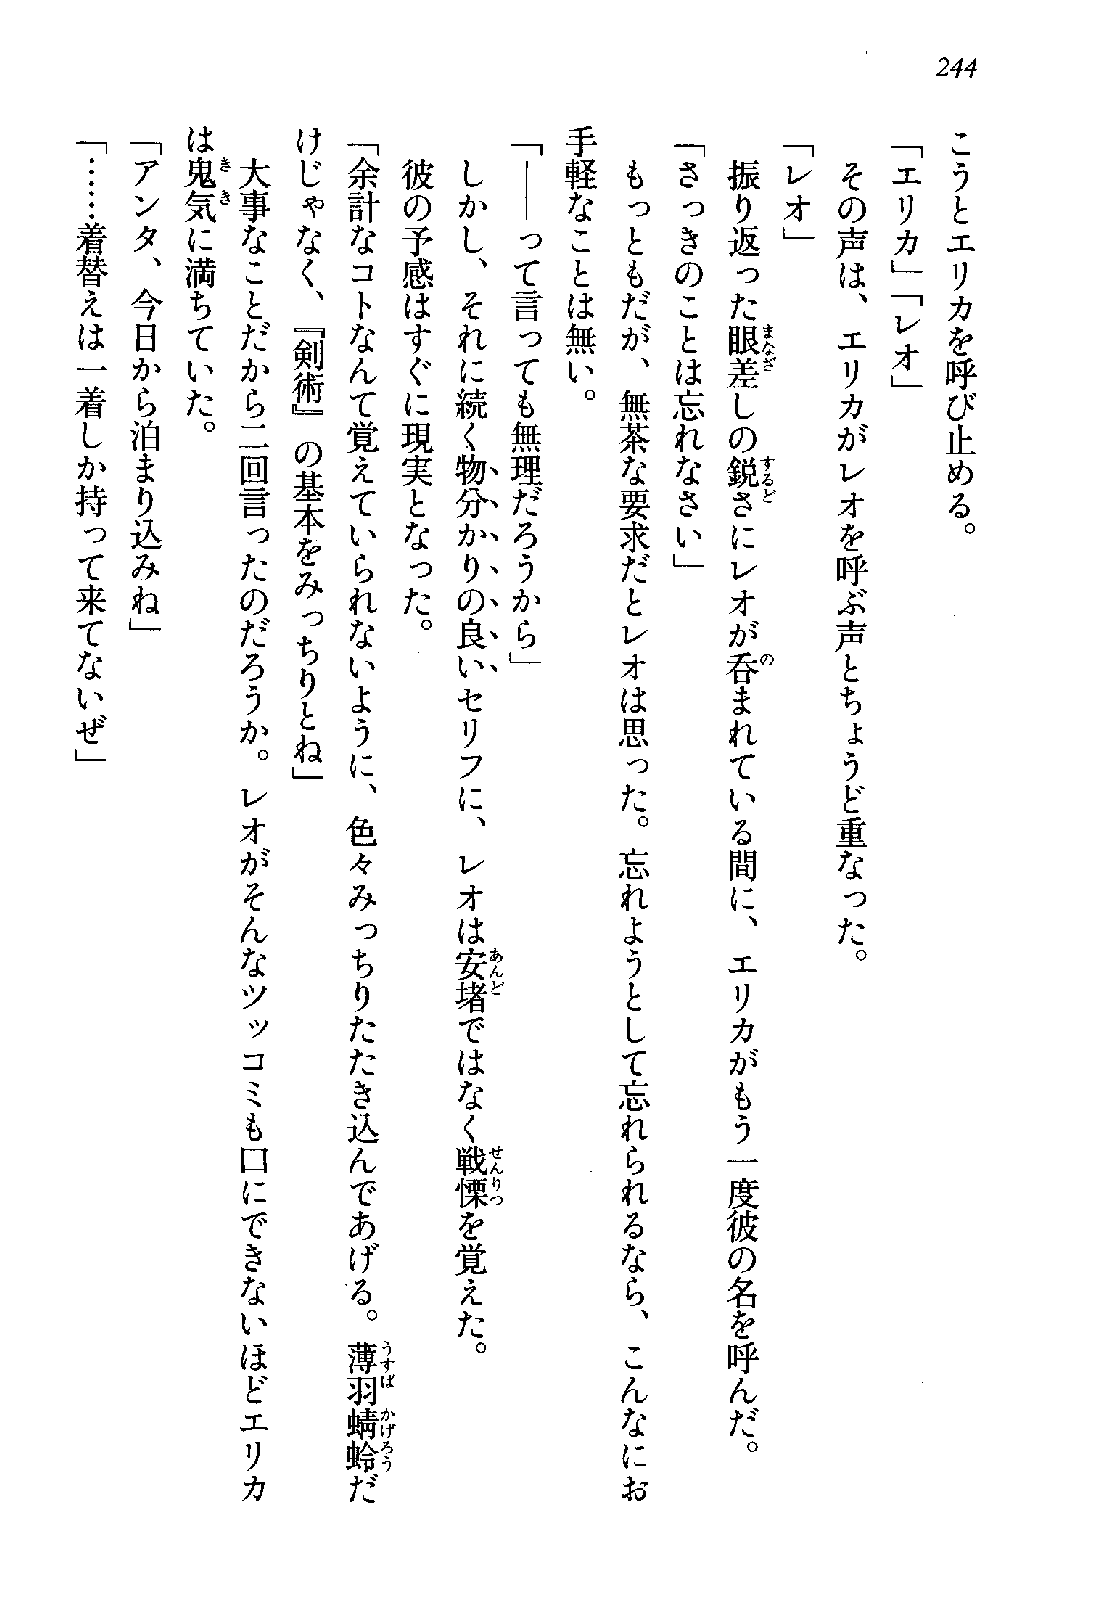 244
こうとエリカを呼び止める。
「エリカ」「レオ」
その声は、エリカがレオを呼ぶ声とちょうど重なった。
「レオ」
振り返った眼差しの鋭さにレオが呑まれている間に、エリカがもう一度彼の名を呼んだ。
「さっきのことは忘れなさい」
もっともだが、無茶な要求だとレオは思った。忘れようとして忘れられるなら、こんなにお
手軽なことは無い。
「――って言っても無理だろうから」
しかし、それに続く物分かりの良いセリフに、レオは安堵ではなく戦慄を覚えた。
彼の予感はすぐに現実となった。
「余計なコトなんて覚えていられないように、色々みっちりたたき込んであげる。薄羽蜻蛉だ
けじゃなく、『剣術』の基本をみっちりとね」
大事なことだから二回言ったのだろうか。レオがそんなツッコミも口にできないほどエリカ
は鬼気に満ちていた。
「アンタ、今日から泊まり込みね」
「……着替えは一着しか持って来てないぜ」